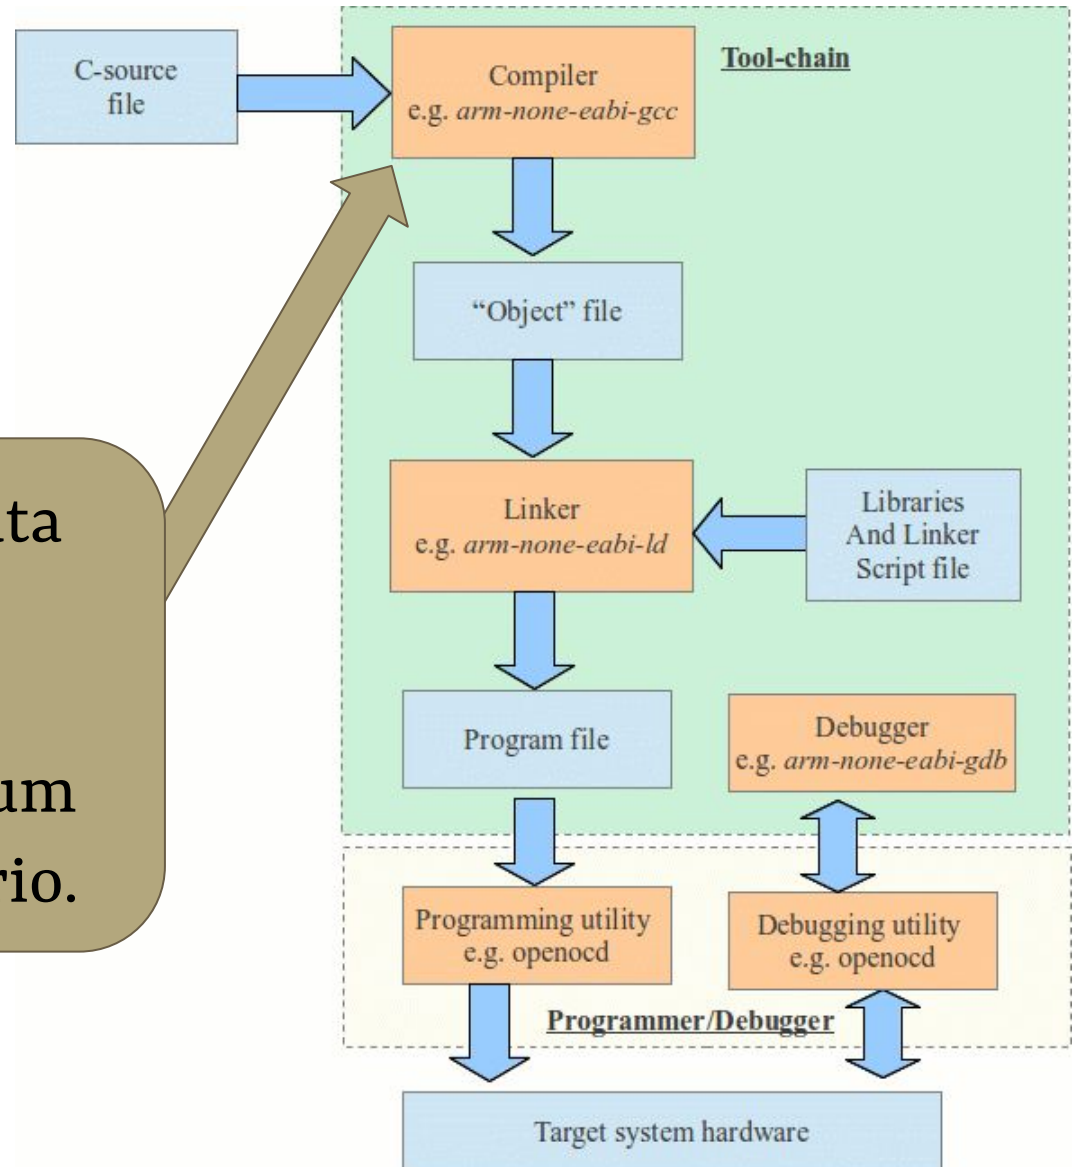 C-source
file
Compiler
e.g. arm-none-eabi-gcc
Tool-chain
“Object” file
Linker
e.g. arm-none-eabi-ld
Libraries
And Linker
Script file
Program file
Debugger
e.g. arm-none-eabi-gdb
Programming utility
e.g. openocd
Debugging utility
e.g. openocd
Programmer/Debugger
Target system hardware
um